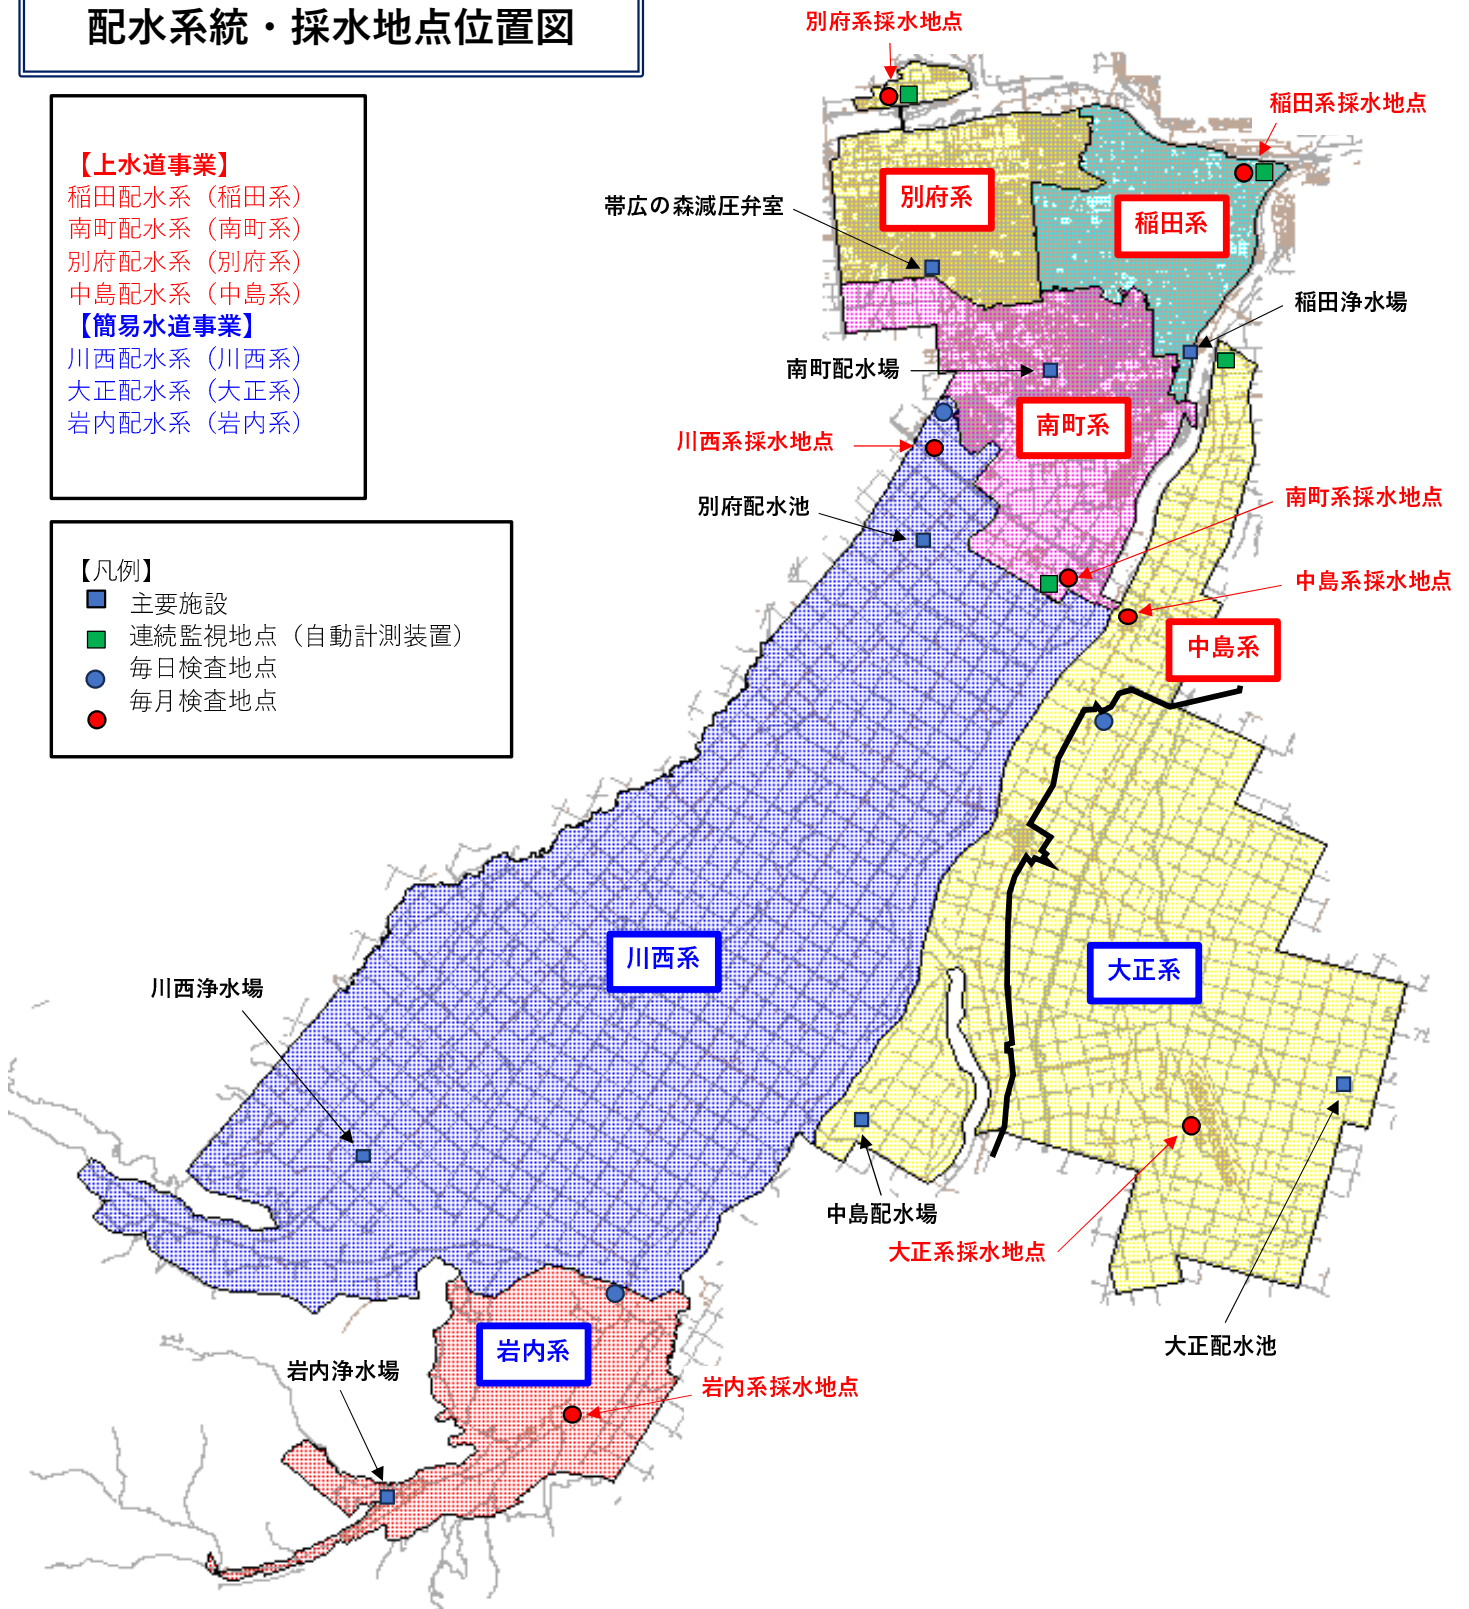 配水系統・採水地点位置図
【上水道事業】
稲田配水系（稲田系）
南町配水系（南町系）
別府配水系（別府系）
中島配水系（中島系）
【簡易水道事業】
川西配水系（川西系）
大正配水系（大正系）
岩内配水系（岩内系）
【凡例】
主要施設
連続監視地点（自動計測装置）
毎日検査地点
毎月検査地点
別府系採水地点
稲田系採水地点
別府系
帯広の森減圧弁室
稲田系
稲田浄水場
南町配水場
南町系
川西系採水地点
南町系採水地点
別府配水池
中島系採水地点
中島系
川西系
大正系
川西浄水場
中島配水場
大正系採水地点
大正配水池
岩内系
岩内浄水場
岩内系採水地点